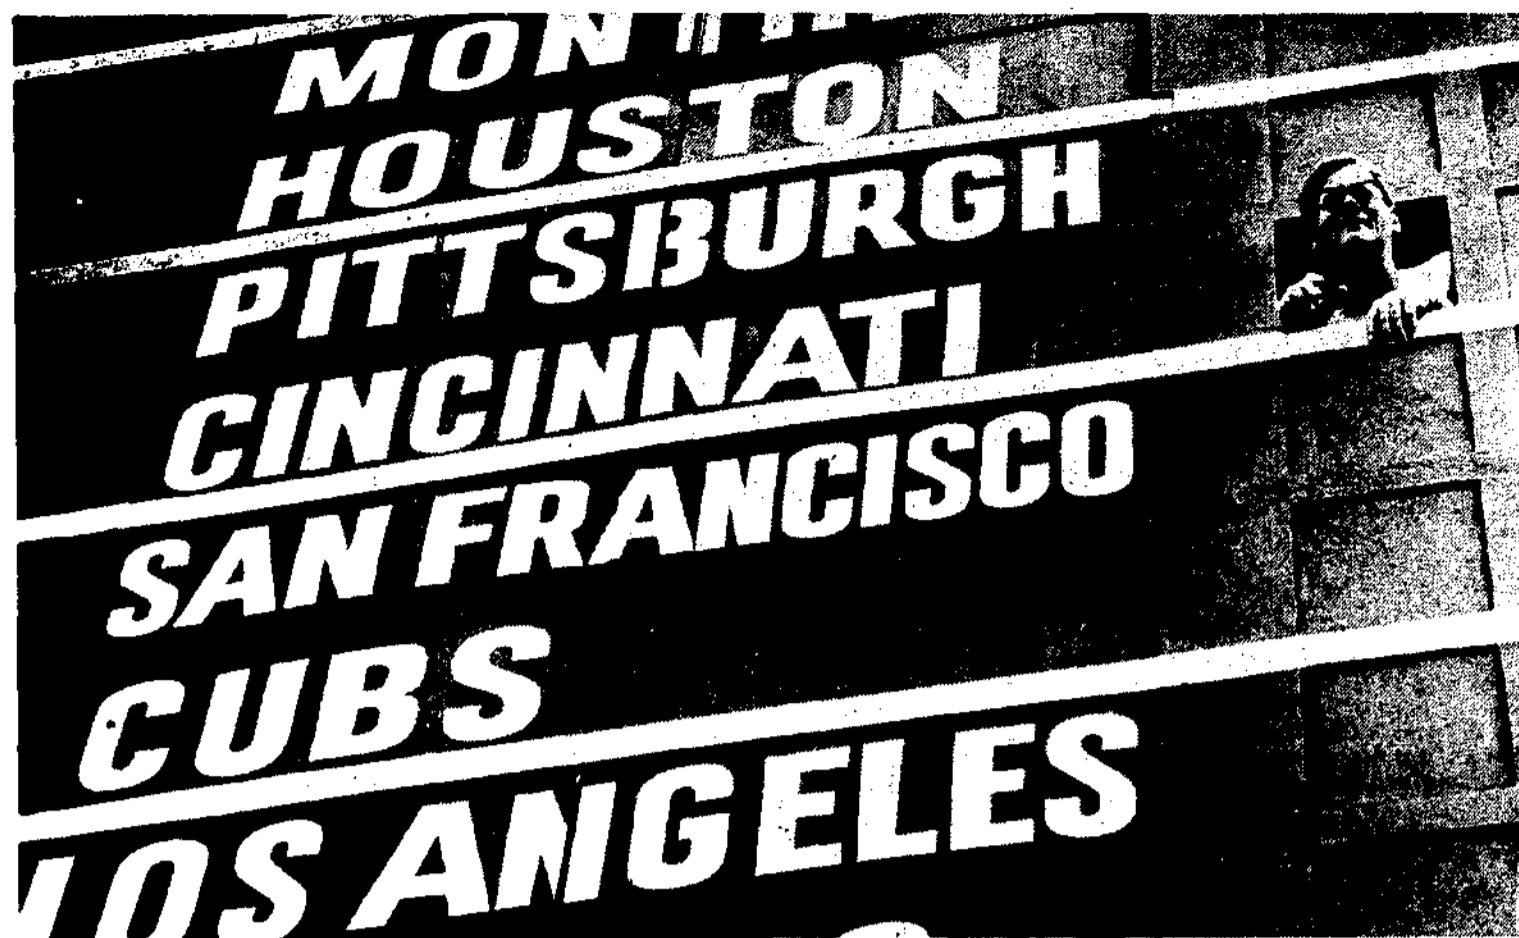 HOUSTON
PITTSBURGH
CINCINNATI
SAN FRANCISCO
CUBS
LOS ANGELES